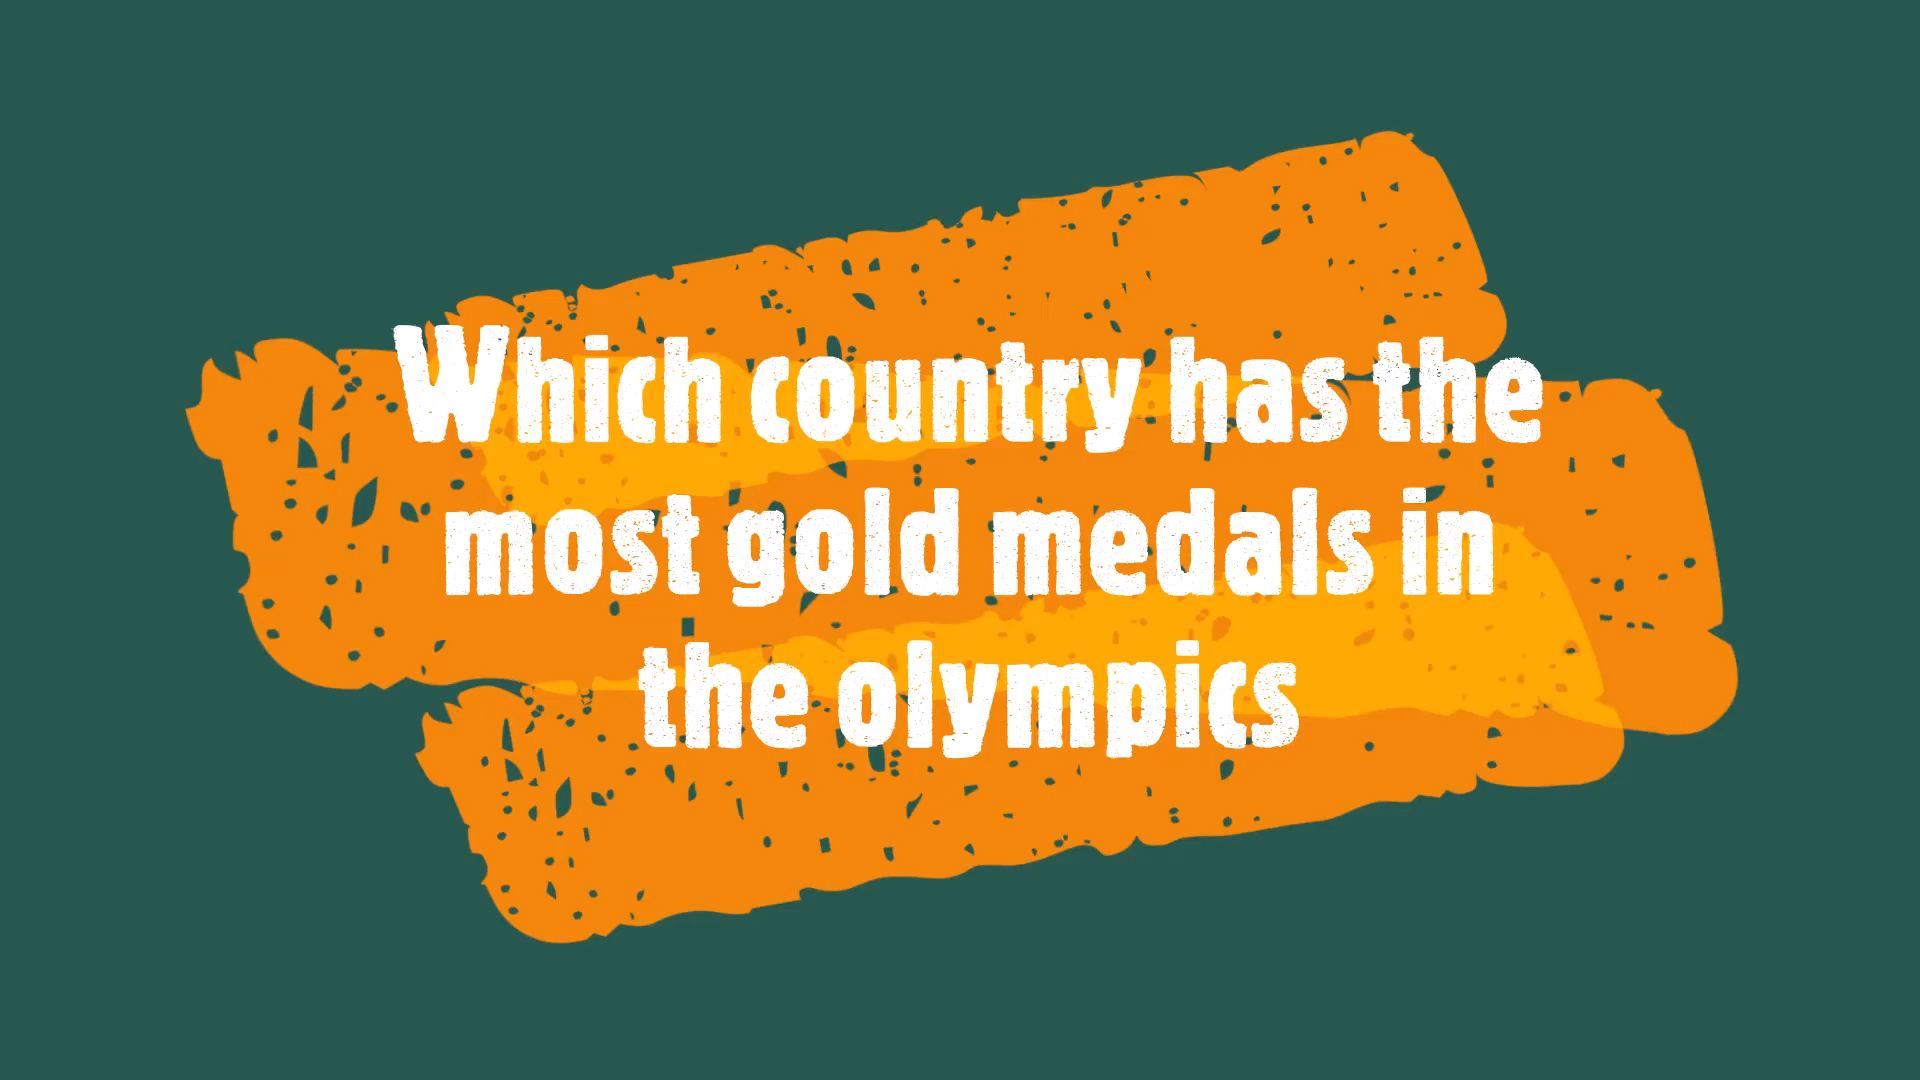 Which country has the
most gold medals in
the olympics